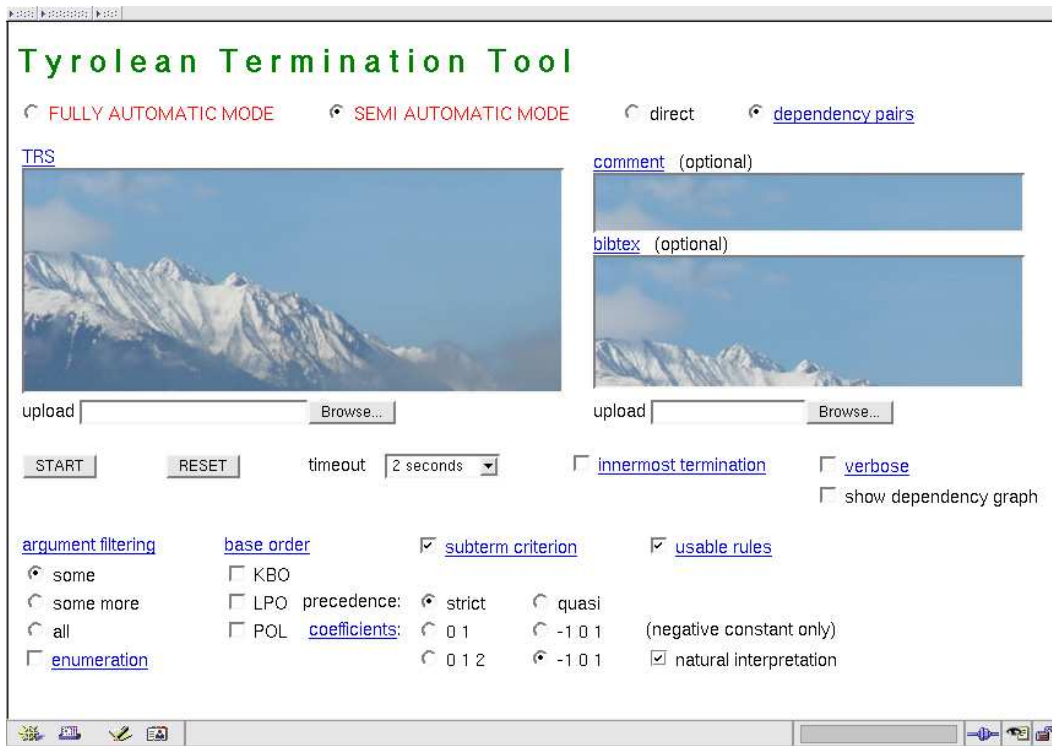 Tyrolean Termination Tool
FULLY AUTOMATIC MODE SEMI AUTOMATIC MODE direct dependency pairs
TRS
comment (optional)
bibtex (optional)
upload Browse... upload Browse...
START RESET timeout 2 seconds innermost termination verbose
show dependency graph
argument filtering base order subterm criterion usable rules
some KBO
some more LPO precedence: strict quasi
all POL coefficients: 0 1 -1 0 1 (negative constant only)
enumeration 0 1 2 -1 0 1 natural interpretation